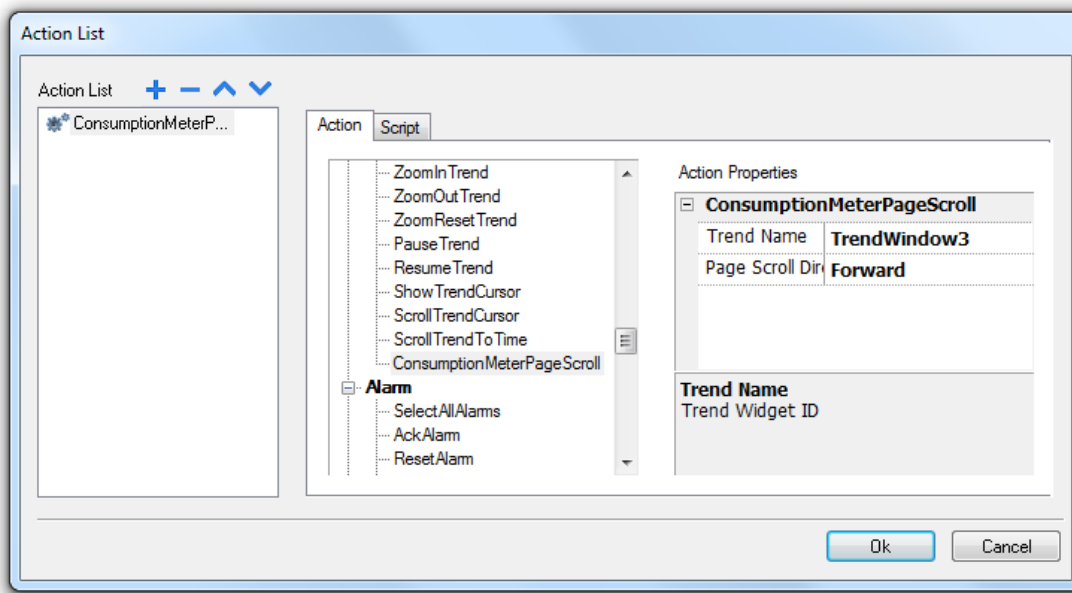 Action List
Action List
ConsumptionMeterP...
Action
Script
ZoomInTrend
ZoomOutTrend
ZoomResetTrend
PauseTrend
ResumeTrend
ShowTrendCursor
ScrollTrendCursor
ScrollTrendToTime
ConsumptionMeterPageScroll
Alarm
SelectAllAlarms
AckAlarm
ResetAlarm
Action Properties
ConsumptionMeterPageScroll
Trend Name TrendWindow3
Page Scroll Dir Forward
Trend Name
Trend Widget ID
Ok
Cancel